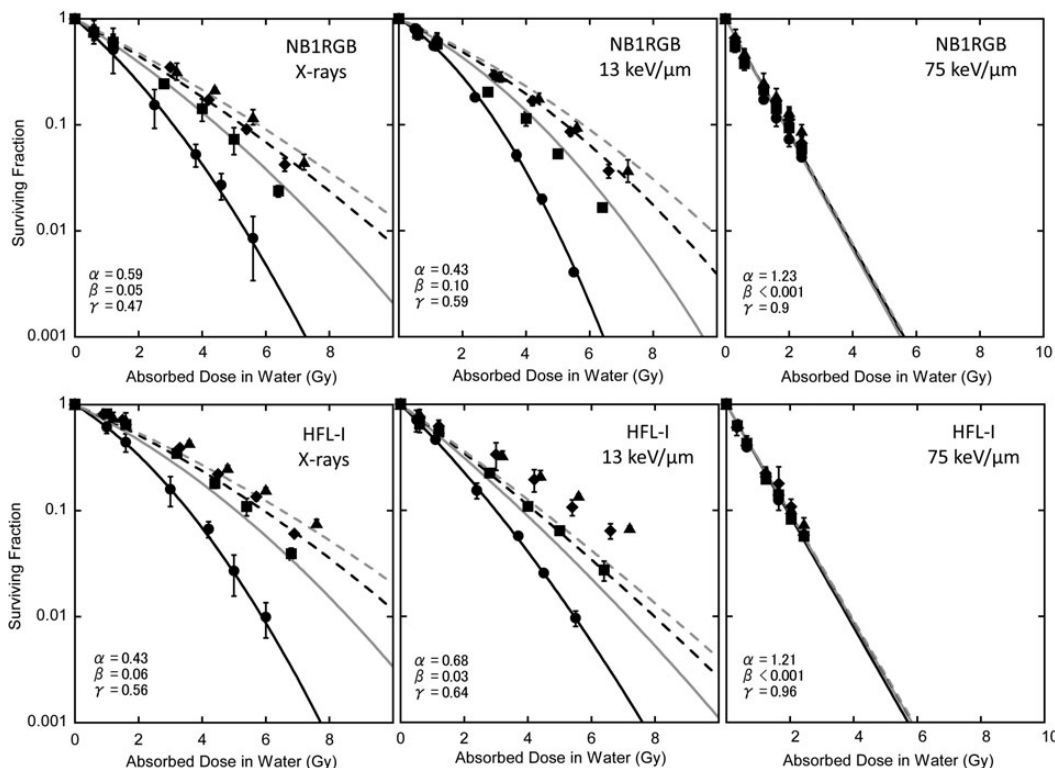 NB1RGB
X-rays
Surviving Fraction
1
0.1
0.01
0.001
α = 0.59
β = 0.05
γ = 0.47
0 2 4 6 8
Absorbed Dose in Water (Gy)
NB1RGB
13 keV/μm
α = 0.43
β = 0.10
γ = 0.59
2 4 6 8
Absorbed Dose in Water (Gy)
NB1RGB
75 keV/μm
α = 1.23
β < 0.001
γ = 0.9
0 2 4 6 8 10
Absorbed Dose in Water (Gy)
HFL-I
X-rays
Surviving Fraction
1
0.1
0.01
0.001
α = 0.43
β = 0.06
γ = 0.56
0 2 4 6 8
Absorbed Dose in Water (Gy)
HFL-I
13 keV/μm
α = 0.68
β = 0.03
γ = 0.64
0 2 4 6 8
Absorbed Dose in Water (Gy)
HFL-I
75 keV/μm
α = 1.21
β < 0.001
γ = 0.96
2 4 6 8 10
Absorbed Dose in Water (Gy)